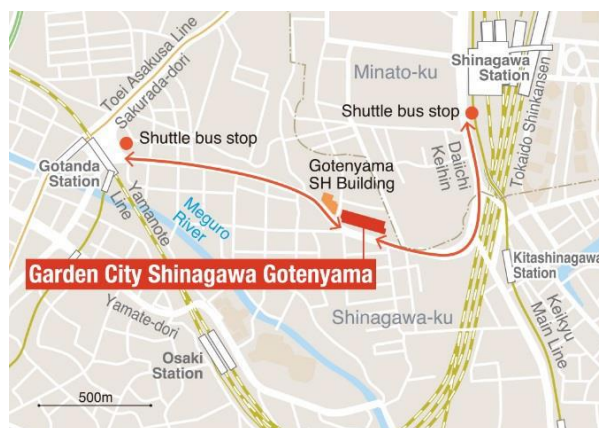 Toei Asakusa Line
Sakurada-dori
Minato-ku
Shinagawa
Station
Tokaido Shinkansen
Shuttle bus stop
Shuttle bus stop
Daiichi
Keihin
Gotanda
Station
Yamanote
Line
Meguro
River
Gotenyama
SH Building
Garden City Shinagawa Gotenyama
Kitashinagawa
Station
Shinagawa-ku
Keikyu
Main Line
Yamate-dori
Osaki
Station
500m